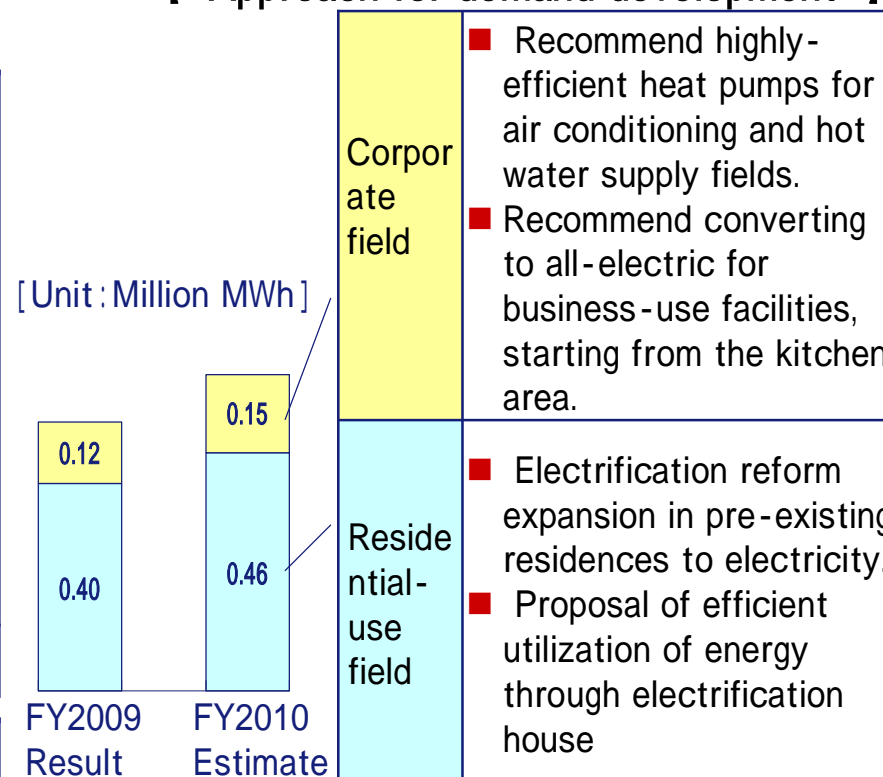 [Unit:Million MWh]
0.12
0.40
0.15
0.46
FY2009
Result
FY2010
Estimate
Corpor
ate
field
■ Recommend highly-
efficient heat pumps for
air conditioning and hot
water supply fields.
■ Recommend converting
to all-electric for
business-use facilities,
starting from the kitchen
area.
Reside
ntial-
use
field
■ Electrification reform
expansion in pre-existing
residences to electricity.
■ Proposal of efficient
utilization of energy
through electrification
house